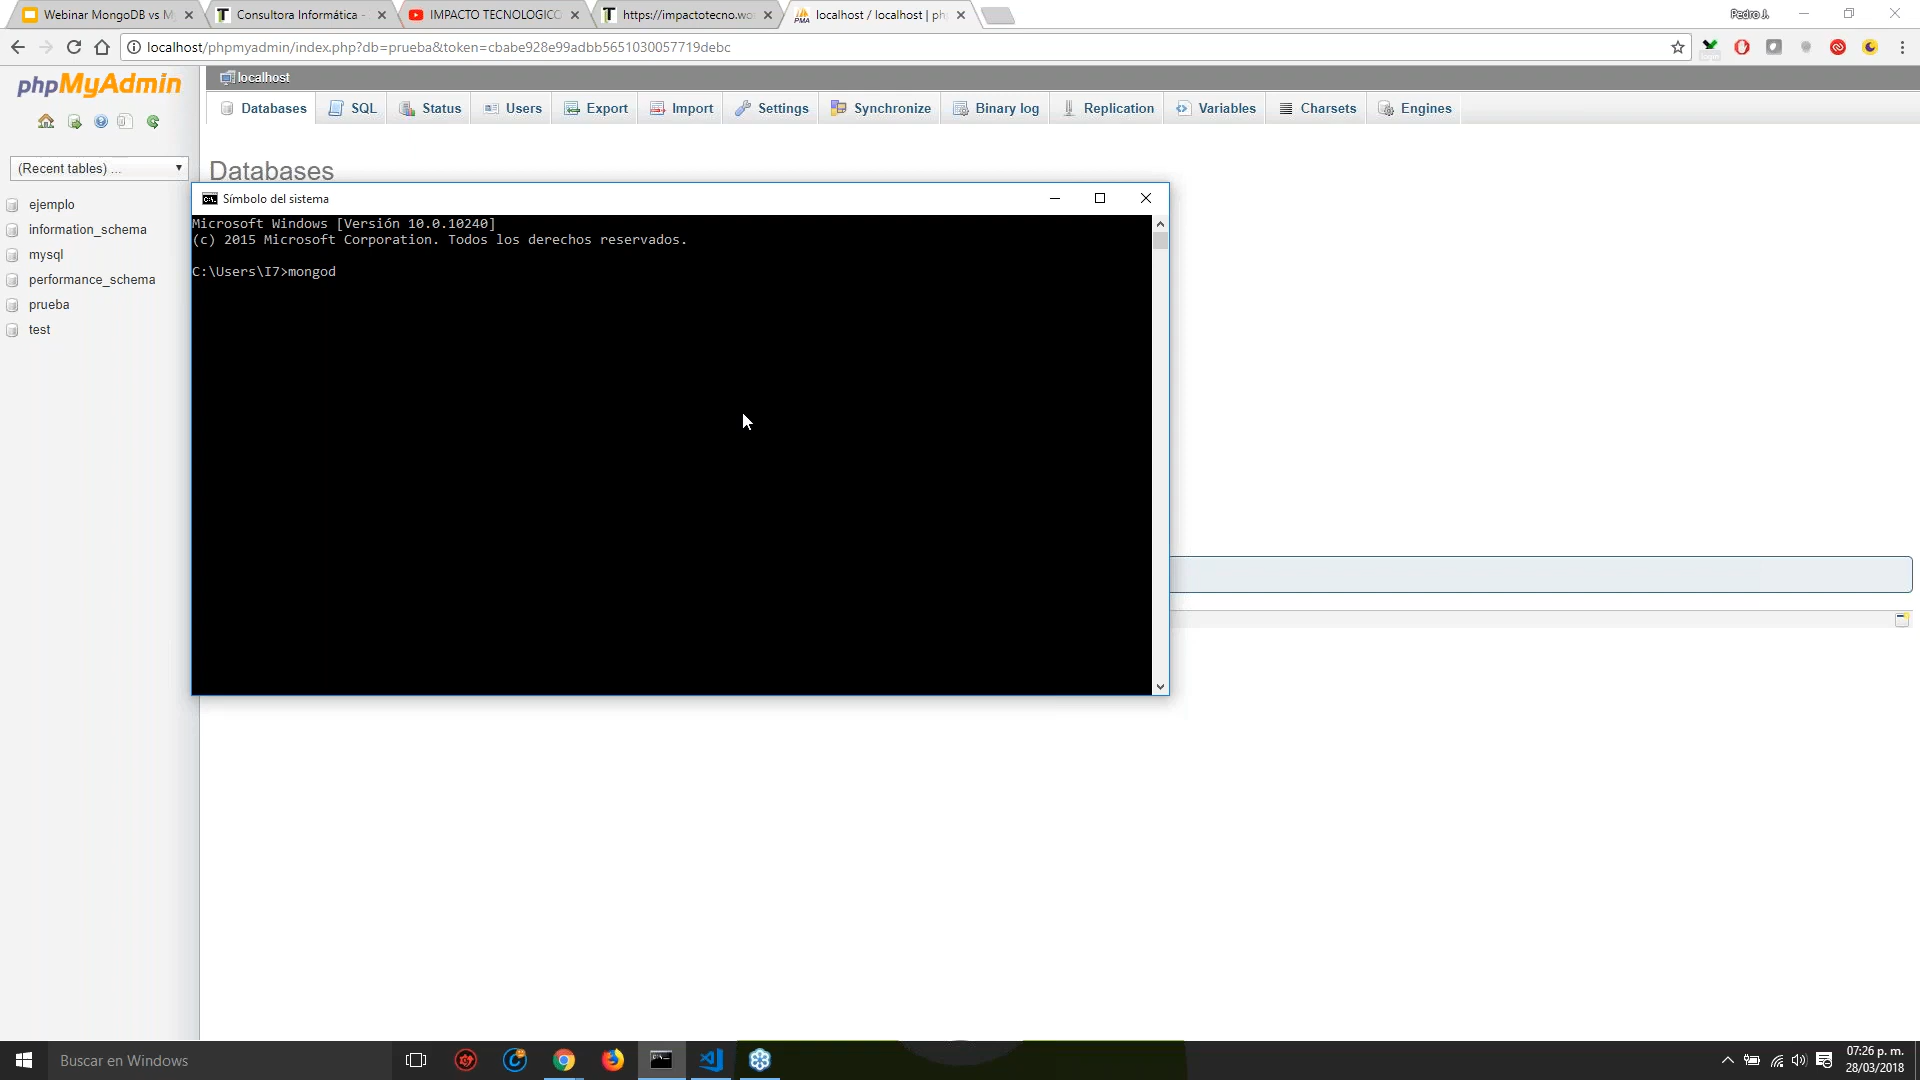 Webinar MongoDB vs M
Consultora Informática -
IMPACTO TECNOLOGICO
https://impactotecno.wo
localhost / localhost | ph
Pedro J.
localhost/phpmyadmin/index.php?db=prueba&token=cbabe928e99adbb5651030057719debc
phpMyAdmin
localhost
Databases
SQL
Status
Users
Export
Import
Settings
Synchronize
Binary log
Replication
Variables
Charsets
Engines
(Recent tables) ...
Databases
ejemplo
information_schema
mysql
performance_schema
prueba
test
Símbolo del sistema
Microsoft Windows [Versión 10.0.10240]
(c) 2015 Microsoft Corporation. Todos los derechos reservados.
C:\Users\I7>mongod
Buscar en Windows
07:26 p. m.
28/03/2018